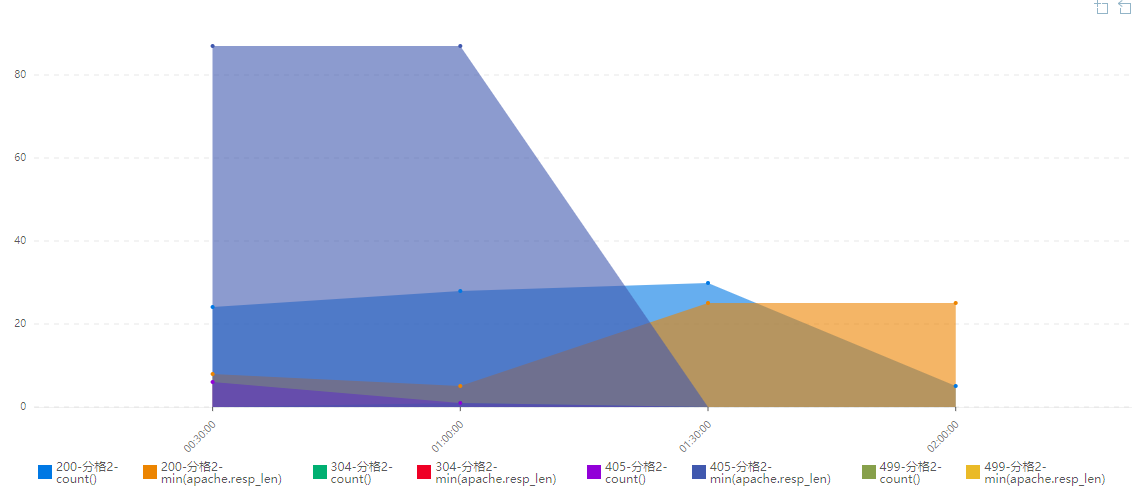 80
60
40
20
0
00:30:00
01:00:00
01:30:00
02:00:00
200-分格2-
count()
200-分格2-
min(apache.resp_len)
304-分格2-
count()
304-分格2-
min(apache.resp_len)
405-分格2-
count()
405-分格2-
min(apache.resp_len)
499-分格2-
count()
499-分格2-
min(apache.resp_len)